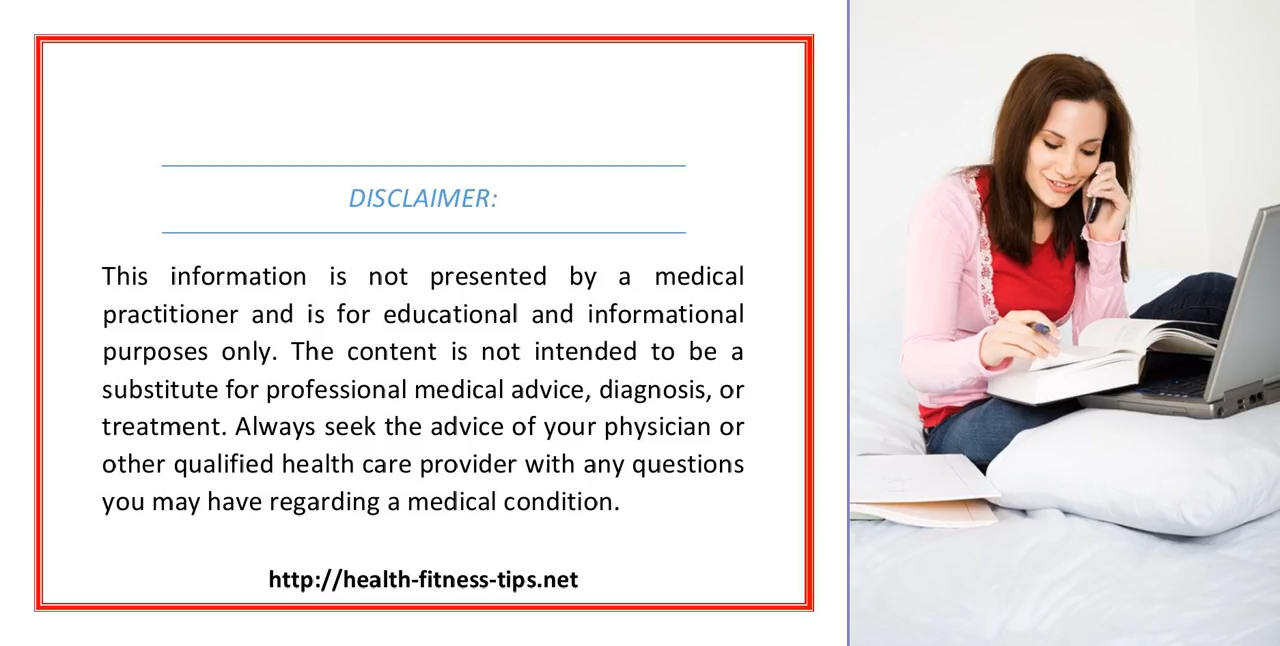 DISCLAIMER:
This information is not presented by a medical
practitioner and is for educational and informational
purposes only. The content is not intended to be a
substitute for professional medical advice, diagnosis, or
treatment. Always seek the advice of your physician or
other qualified health care provider with any questions
you may have regarding a medical condition.
http://health-fitness-tips.net